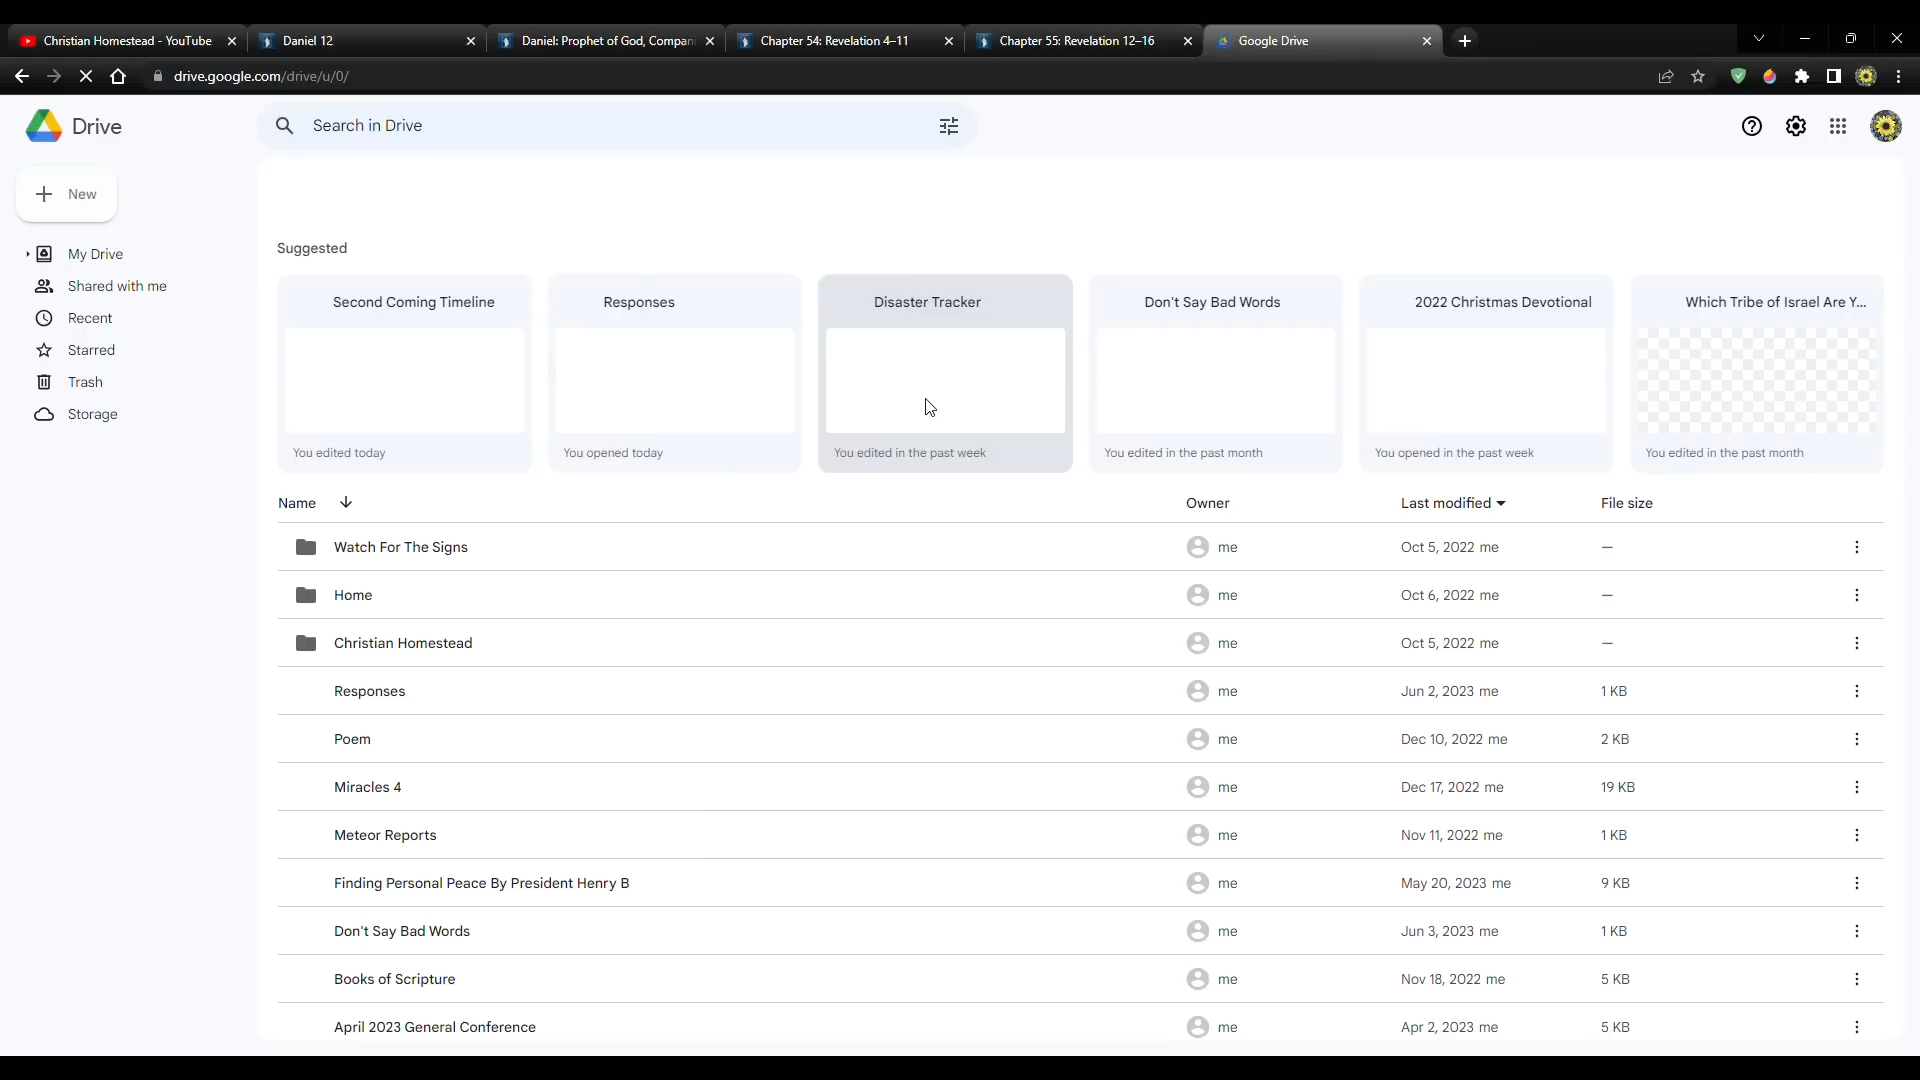 Christian Homestead - YouTube
Daniel 12
Daniel: Prophet of God, Compani
Chapter 54: Revelation 4–11
Chapter 55: Revelation 12–16
Google Drive
drive.google.com/drive/u/0/
Drive
Search in Drive
New
My Drive
Shared with me
Recent
Starred
Trash
Storage
Suggested
Second Coming Timeline
You edited today
Responses
You opened today
Disaster Tracker
You edited in the past week
Don't Say Bad Words
You edited in the past month
2022 Christmas Devotional
You opened in the past week
Which Tribe of Israel Are Y...
You edited in the past month
Name Owner Last modified File size
Watch For The Signs me Oct 5, 2022 me —
Home me Oct 6, 2022 me —
Christian Homestead me Oct 5, 2022 me —
Responses me Jun 2, 2023 me 1 KB
Poem me Dec 10, 2022 me 2 KB
Miracles 4 me Dec 17, 2022 me 19 KB
Meteor Reports me Nov 11, 2022 me 1 KB
Finding Personal Peace By President Henry B me May 20, 2023 me 9 KB
Don't Say Bad Words me Jun 3, 2023 me 1 KB
Books of Scripture me Nov 18, 2022 me 5 KB
April 2023 General Conference me Apr 2, 2023 me 5 KB